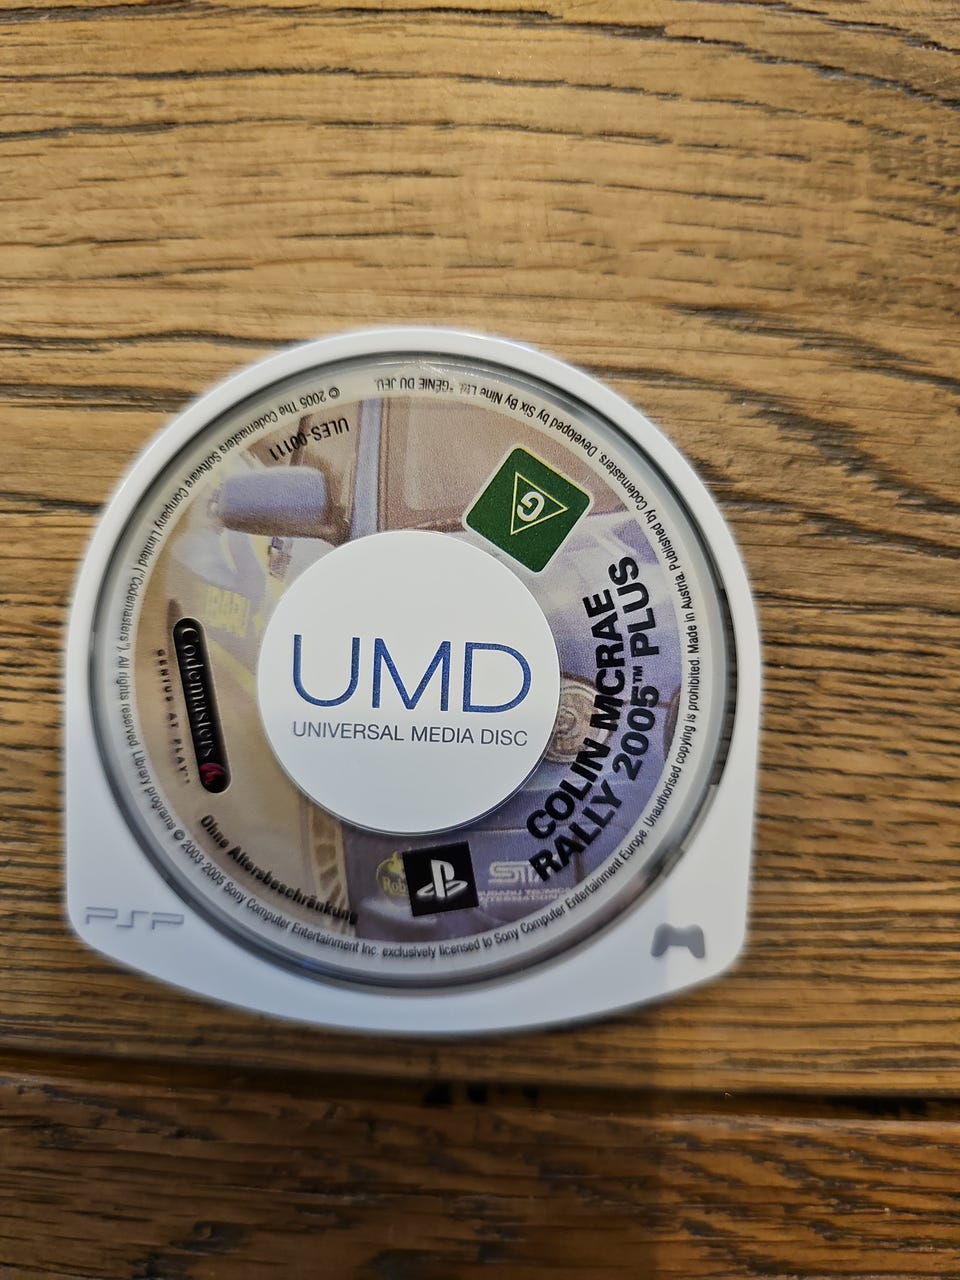 UMD
UNIVERSAL MEDIA DISC
COLIN MCRAE
RALLY 2005™ PLUS
G
ULES-00111
Codemasters
GENIUS AT PLAY™*
Ohne Altersbeschränkung
© 2005 The Codemasters Software Company Limited ("Codemasters"). All rights reserved. Library programs © 2003-2005 Sony Computer Entertainment Inc. exclusively licensed to Sony Computer Entertainment Europe. Unauthorised copying is prohibited. Made in Austria. Published by Codemasters. Developed by Six By Nine Ltd. *GÉNIE DU JEU.
PSP